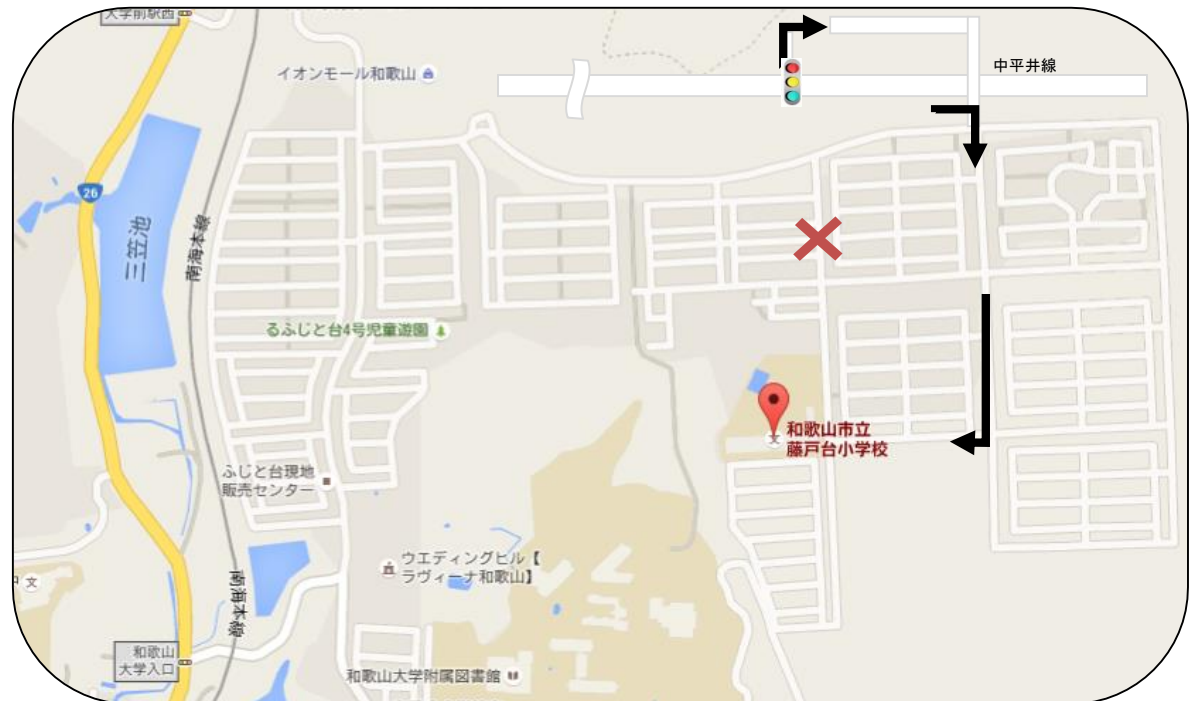 大学前駅西
イオンモール和歌山
中平井線
26
三笠池
南海本線
るふじと台4号児童遊園
和歌山市立
藤戸台小学校
ふじと台現地
販売センター
ウエディングヒル【
ラヴィーナ和歌山】
文
文
南海本線
和歌山
大学入口
和歌山大学附属図書館